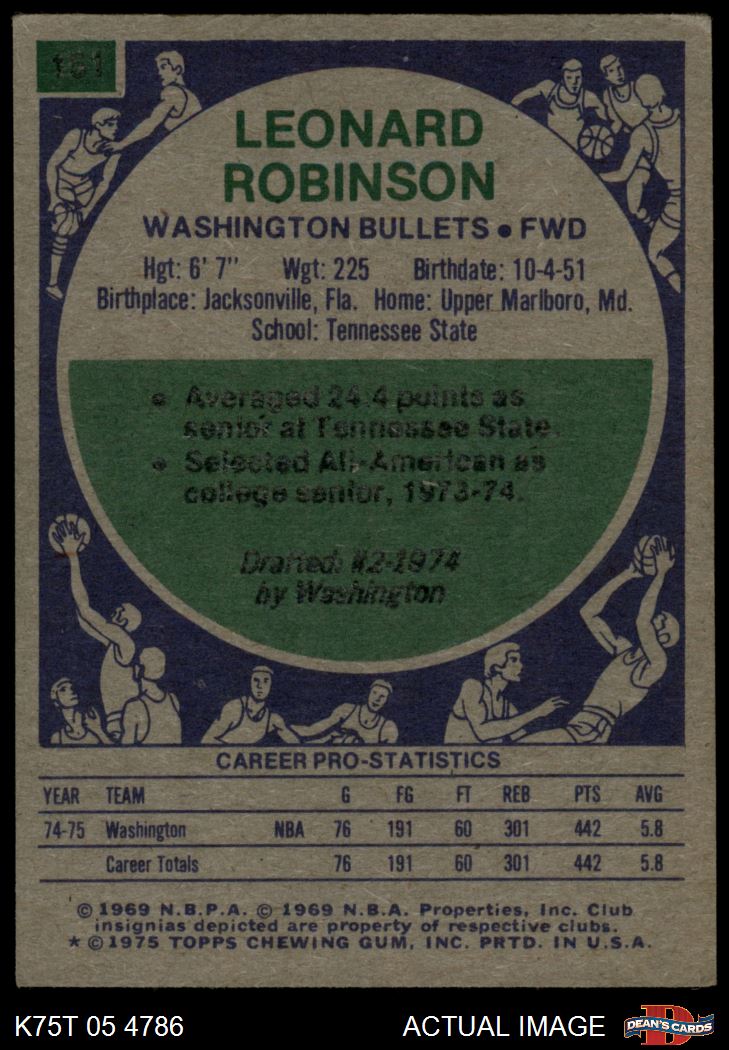 161
LEONARD
ROBINSON
WASHINGTON BULLETS • FWD
Hgt: 6' 7" Wgt: 225 Birthdate: 10-4-51
Birthplace: Jacksonville, Fla. Home: Upper Marlboro, Md.
School: Tennessee State
• Averaged 24.4 points as
senior at Tennessee State.
• Selected All-American as
college senior, 1973-74.
Drafted: #2-1974
by Washington
CAREER PRO-STATISTICS
YEAR TEAM G FG FT REB PTS AVG
74-75 Washington NBA 76 191 60 301 442 5.8
Career Totals 76 191 60 301 442 5.8
© 1969 N.B.P.A. © 1969 N.B.A. Properties, Inc. Club
insignias depicted are property of respective clubs.
★ © 1975 TOPPS CHEWING GUM, INC. PRTD. IN U.S.A.
K75T 05 4786 ACTUAL IMAGE DEAN'S CARDS